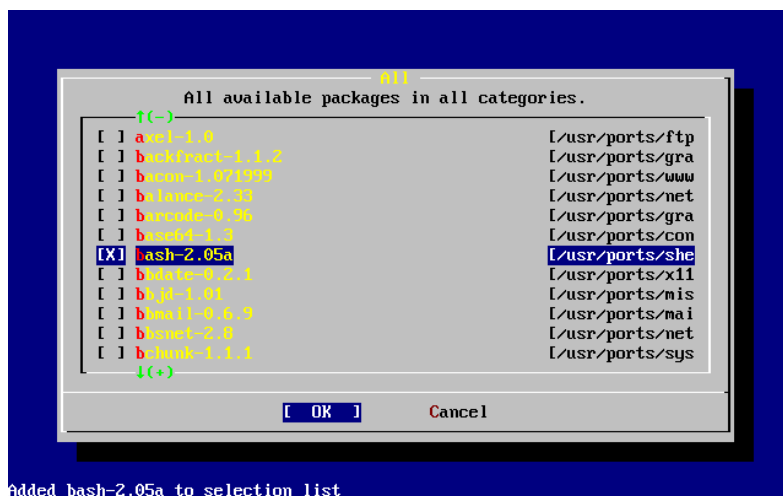 All
All available packages in all categories.
↑(-)
[ ] axel-1.0 [/usr/ports/ftp
[ ] backfract-1.1.2 [/usr/ports/gra
[ ] bacon-1.071999 [/usr/ports/www
[ ] balance-2.33 [/usr/ports/net
[ ] barcode-0.96 [/usr/ports/gra
[ ] base64-1.3 [/usr/ports/con
[X] bash-2.05a [/usr/ports/she
[ ] bbdate-0.2.1 [/usr/ports/x11
[ ] bbjd-1.01 [/usr/ports/mis
[ ] bbmail-0.6.9 [/usr/ports/mai
[ ] bbsnet-2.8 [/usr/ports/net
[ ] bchunk-1.1.1 [/usr/ports/sys
↓(+)
[ OK ] Cancel
Added bash-2.05a to selection list